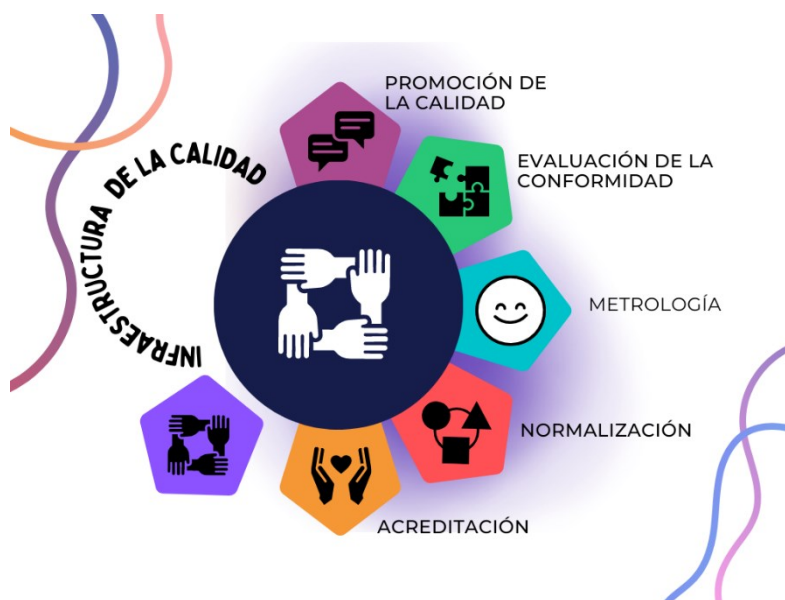 INFRAESTRUCTURA DE LA CALIDAD
PROMOCIÓN DE
LA CALIDAD
EVALUACIÓN DE LA
CONFORMIDAD
METROLOGÍA
NORMALIZACIÓN
ACREDITACIÓN